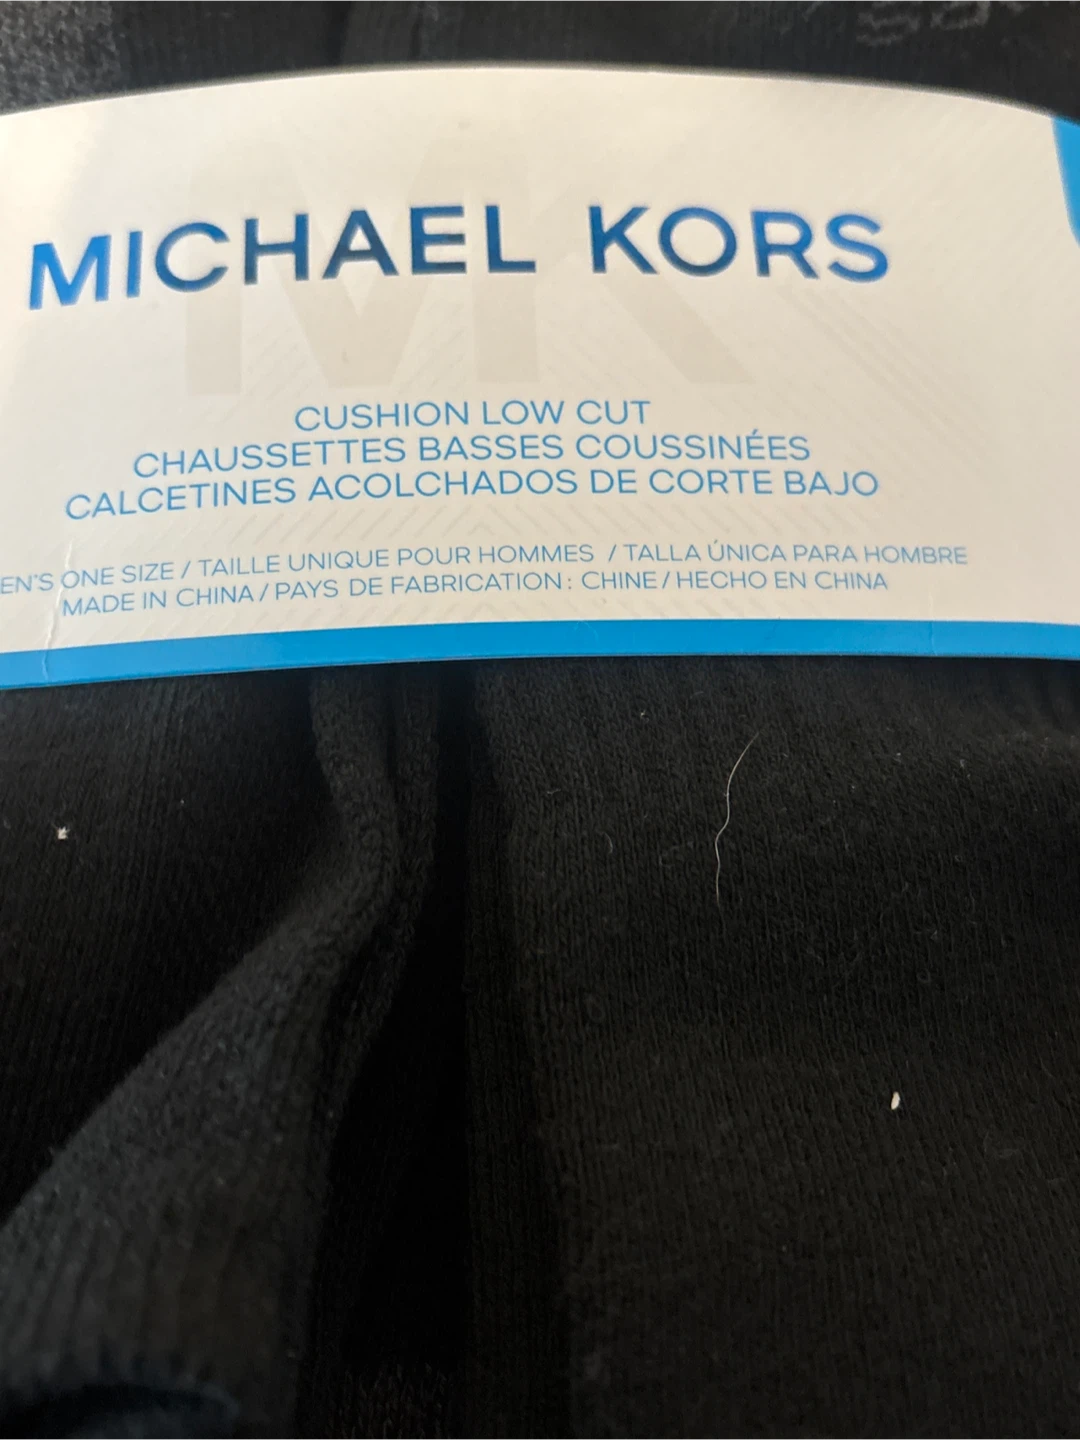 MICHAEL KORS
CUSHION LOW CUT
CHAUSSETTES BASSES COUSSINÉES
CALCETINES ACOLCHADOS DE CORTE BAJO
EN'S ONE SIZE / TAILLE UNIQUE POUR HOMMES / TALLA ÚNICA PARA HOMBRE
MADE IN CHINA / PAYS DE FABRICATION : CHINE / HECHO EN CHINA